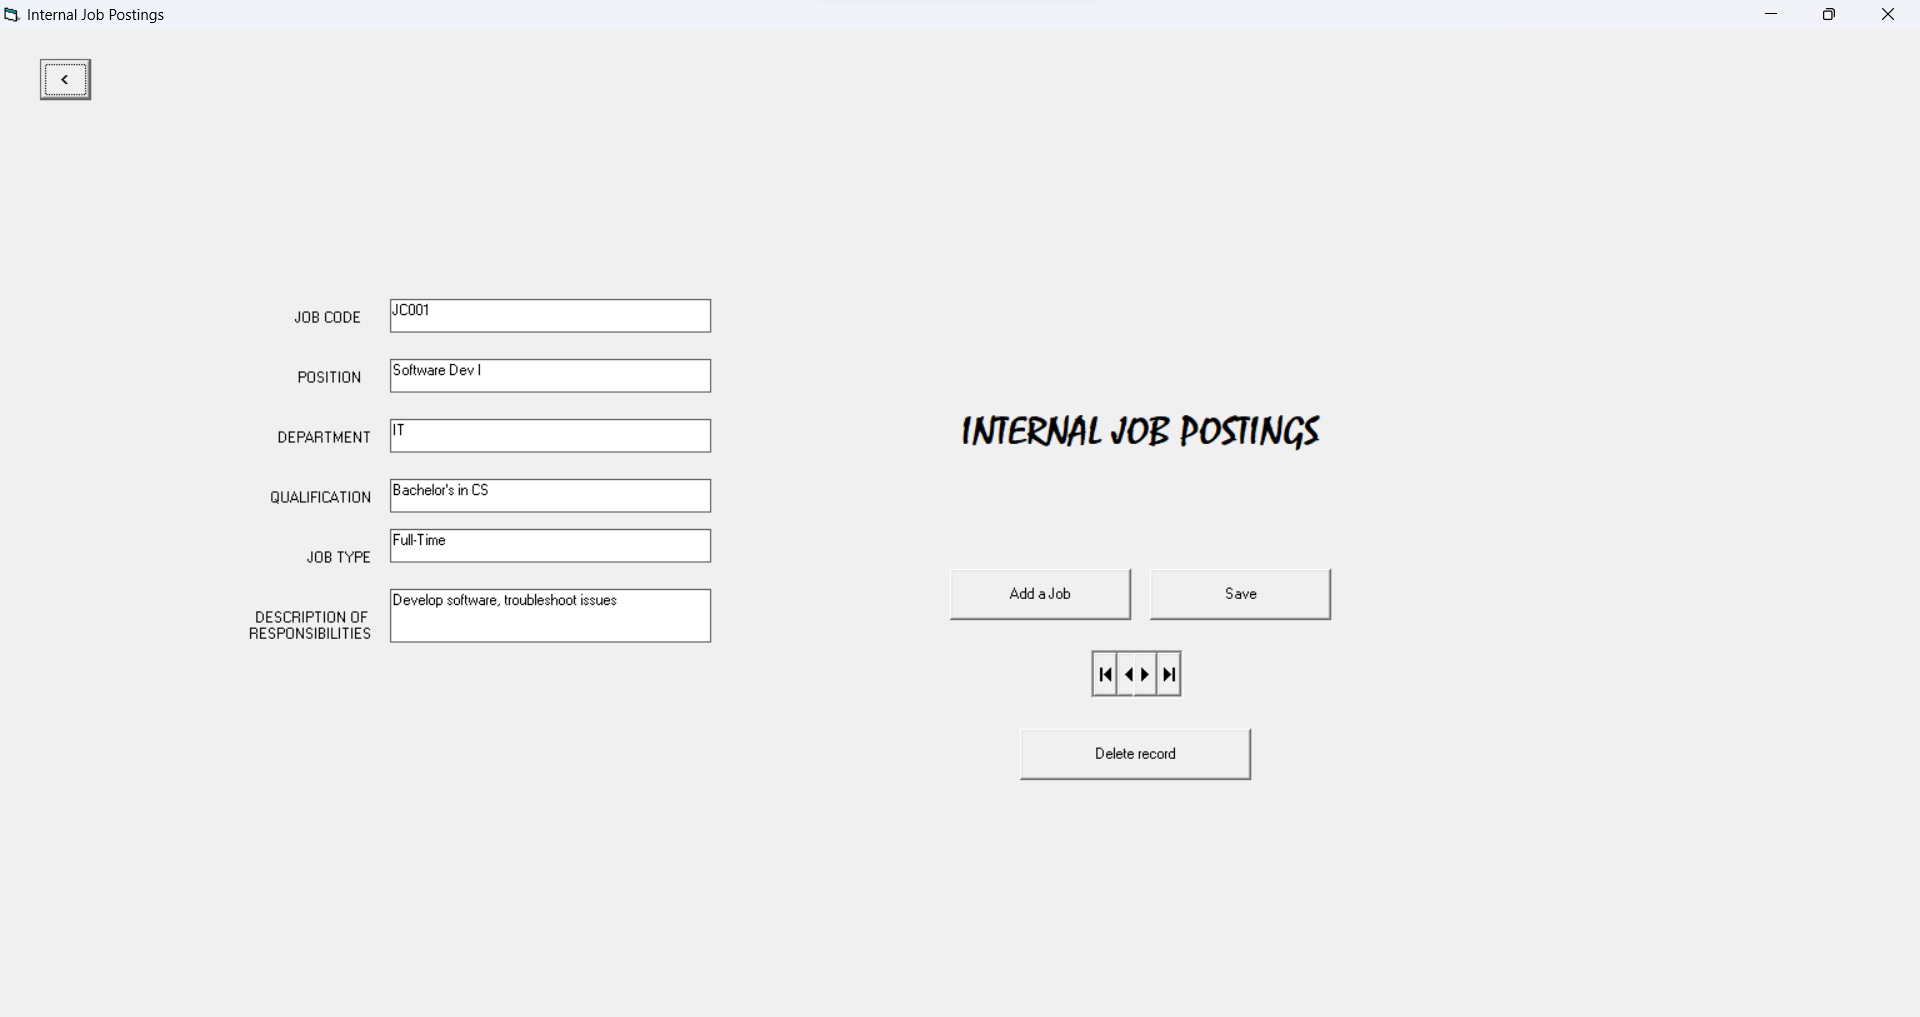 Internal Job Postings
<
JOB CODE
JC001
POSITION
Software Dev I
DEPARTMENT
IT
QUALIFICATION
Bachelor's in CS
JOB TYPE
Full-Time
DESCRIPTION OF
RESPONSIBILITIES
Develop software, troubleshoot issues
INTERNAL JOB POSTINGS
Add a Job
Save
Delete record